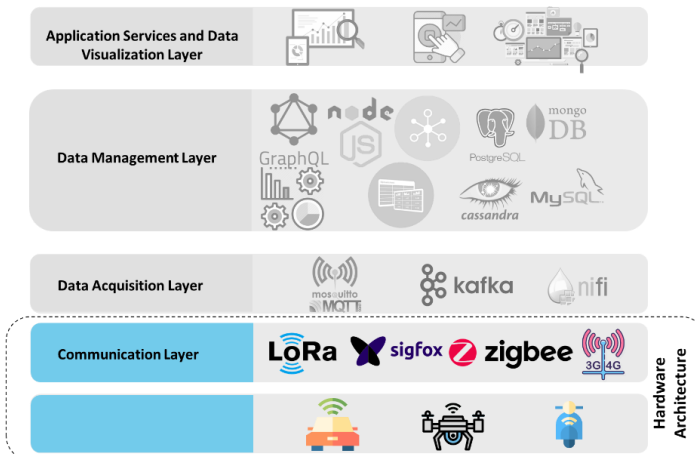 Application Services and Data
Visualization Layer
Data Management Layer
GraphQL
node
JS
PostgreSQL
mongo
DB
cassandra
MySQL
Data Acquisition Layer
mosquitto
MQTT
kafka
nifi
Communication Layer
LoRa
sigfox
zigbee
3G 4G
Hardware
Architecture